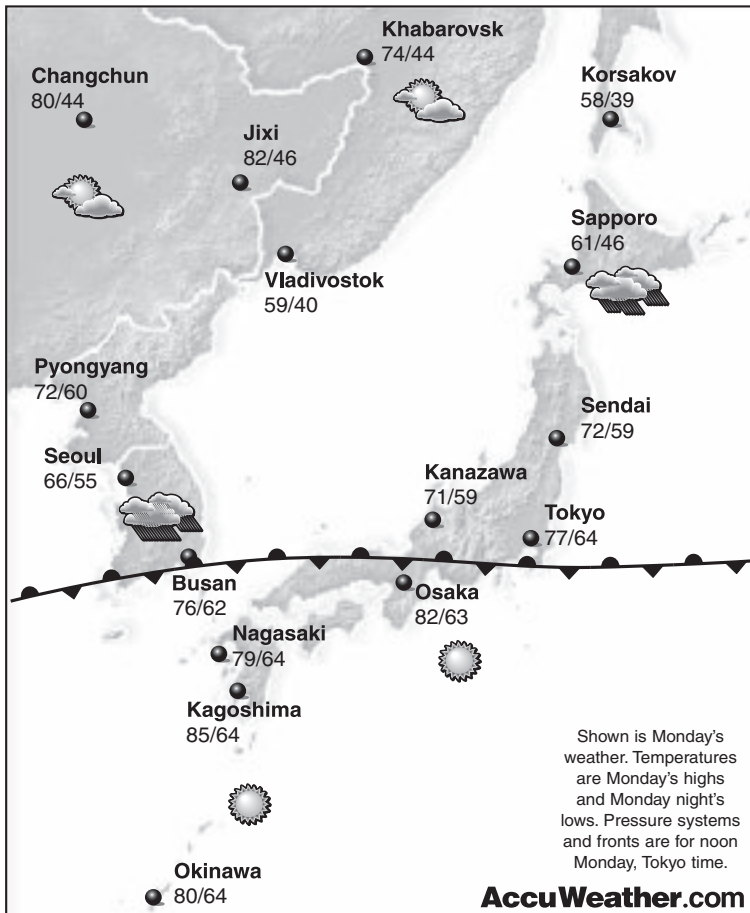 Khabarovsk
74/44
Changchun
80/44
Korsakov
58/39
Jixi
82/46
Sapporo
61/46
Vladivostok
59/40
Pyongyang
72/60
Sendai
72/59
Seoul
66/55
Kanazawa
71/59
Tokyo
77/64
Busan
76/62
Osaka
82/63
Nagasaki
79/64
Kagoshima
85/64
Shown is Monday's
weather. Temperatures
are Monday's highs
and Monday night's
lows. Pressure systems
and fronts are for noon
Monday, Tokyo time.
Okinawa
80/64
AccuWeather.com